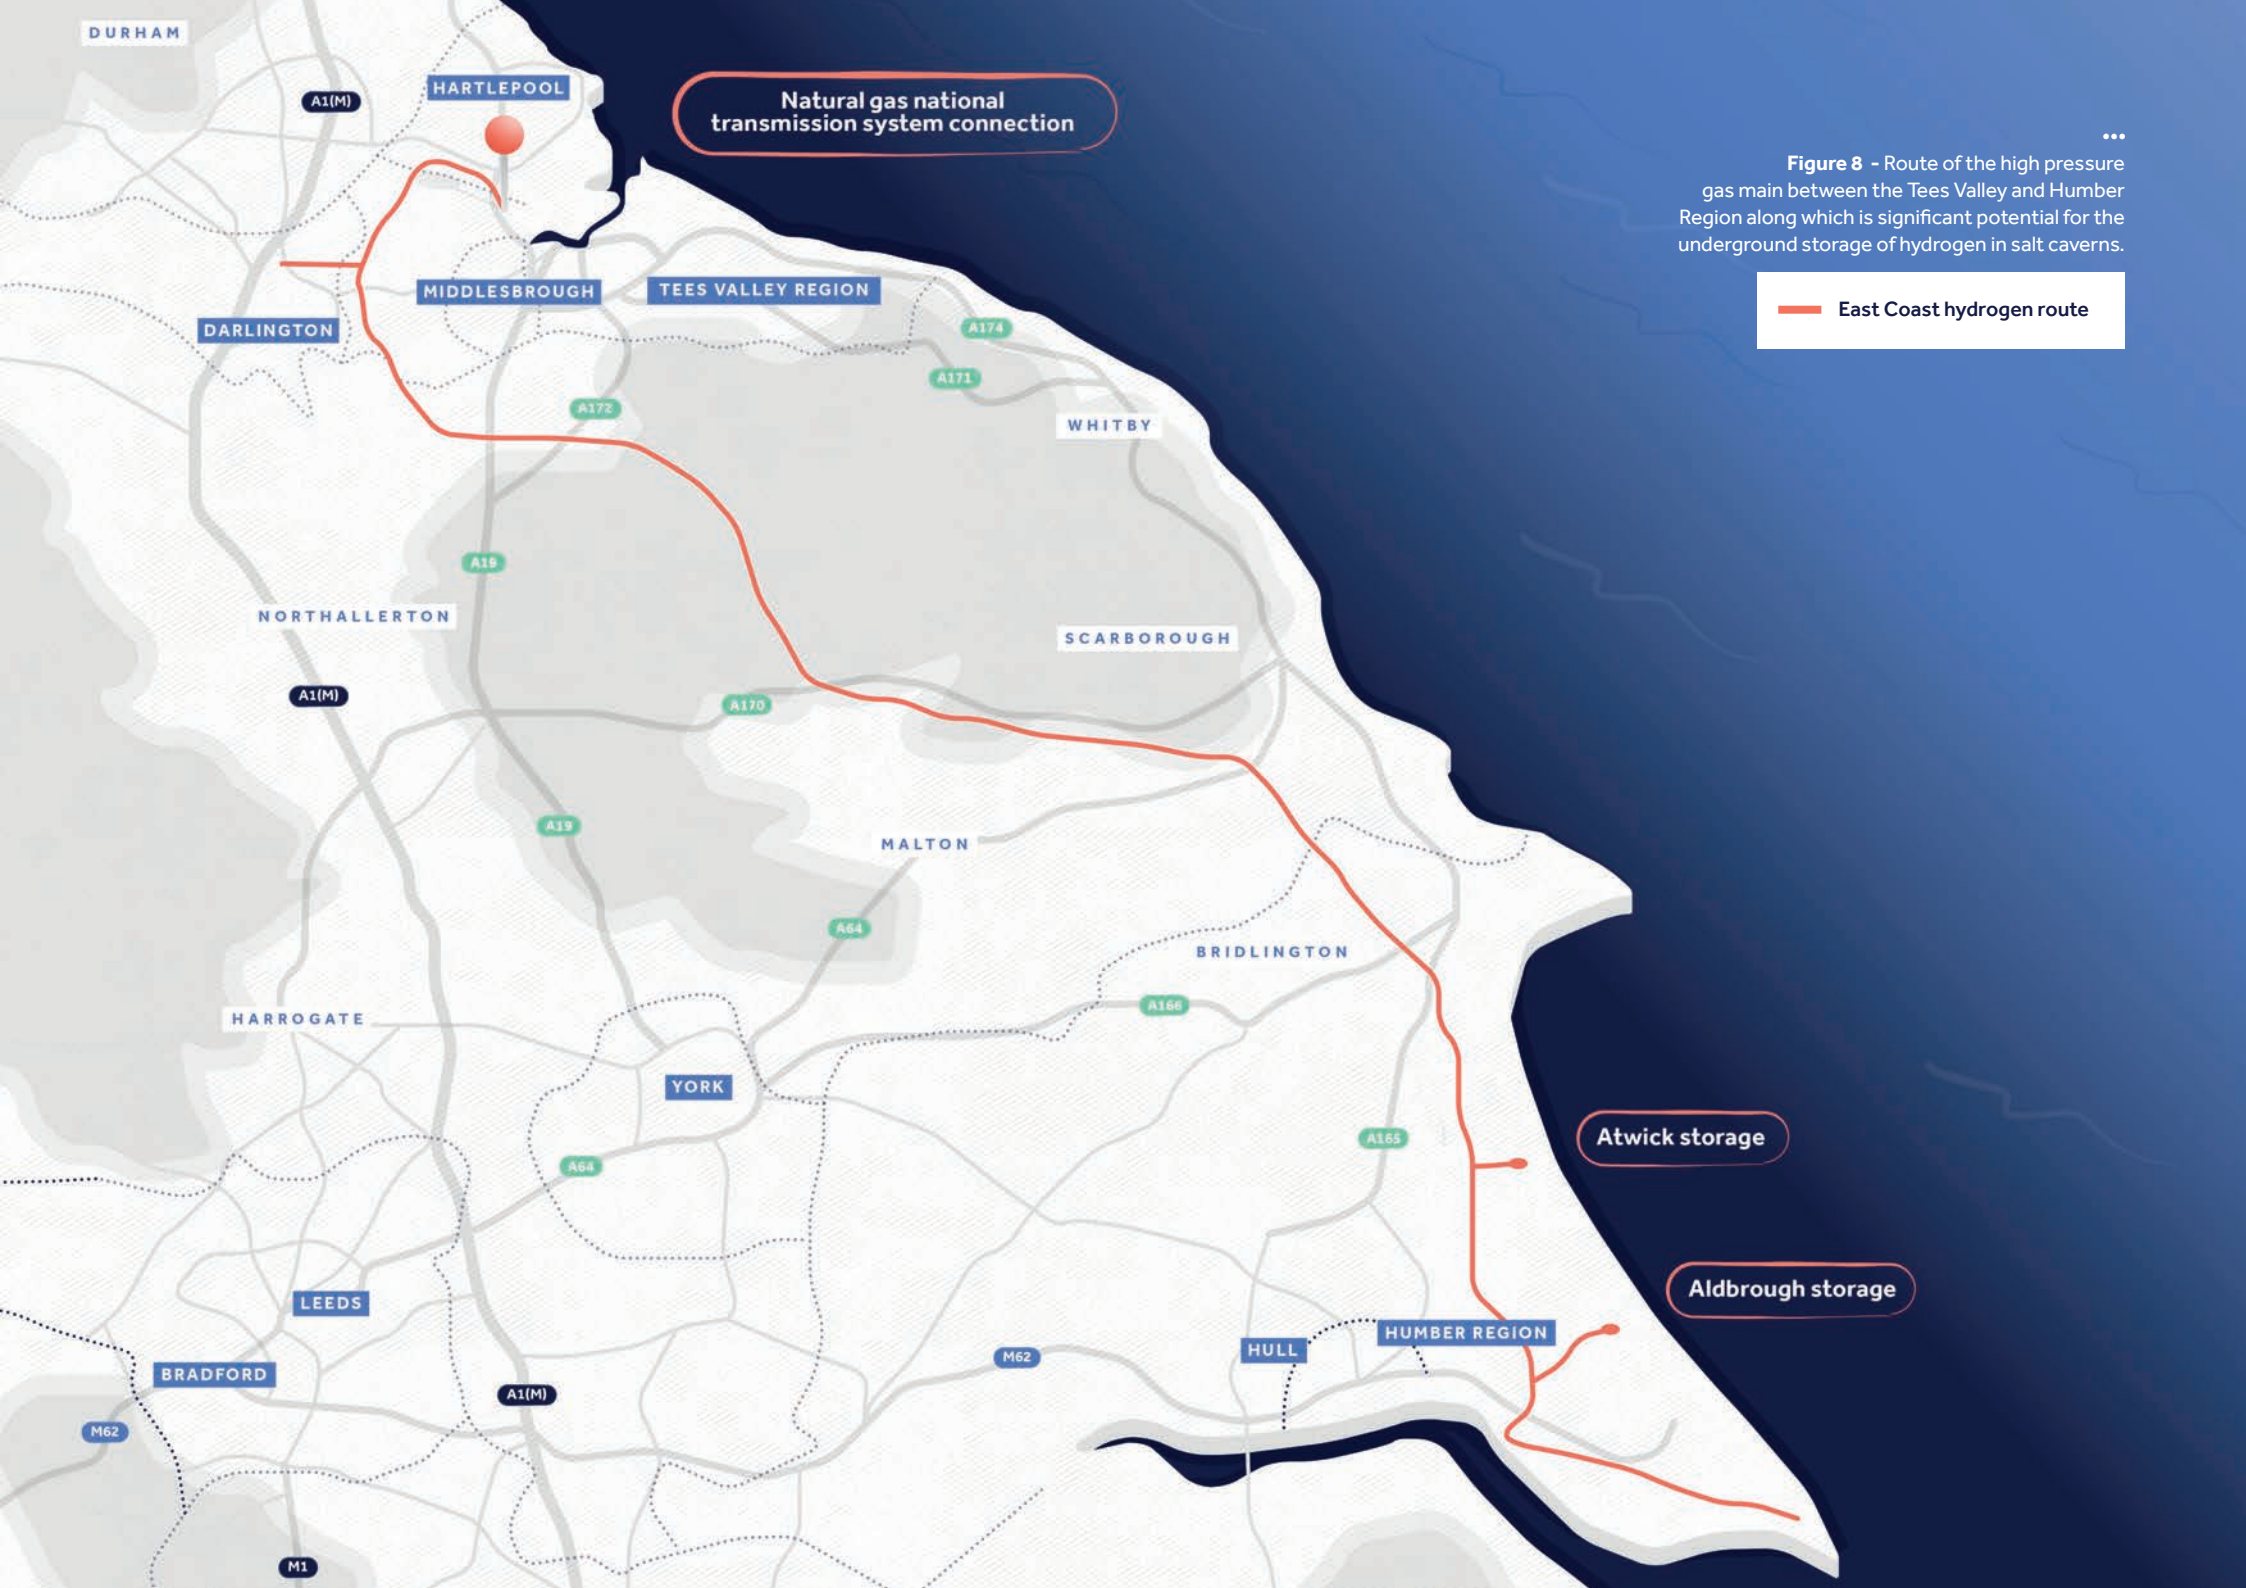 DURHAM
HARTLEPOOL
A1(M)
Natural gas national
transmission system connection
•••
Figure 8 - Route of the high pressure
gas main between the Tees Valley and Humber
Region along which is significant potential for the
underground storage of hydrogen in salt caverns.
East Coast hydrogen route
MIDDLESBROUGH
TEES VALLEY REGION
DARLINGTON
A174
A171
A172
WHITBY
A19
NORTHALLERTON
SCARBOROUGH
A1(M)
A170
A19
MALTON
A64
BRIDLINGTON
A166
HARROGATE
YORK
A165
Atwick storage
A64
Aldbrough storage
LEEDS
HUMBER REGION
HULL
M62
BRADFORD
A1(M)
M62
M1